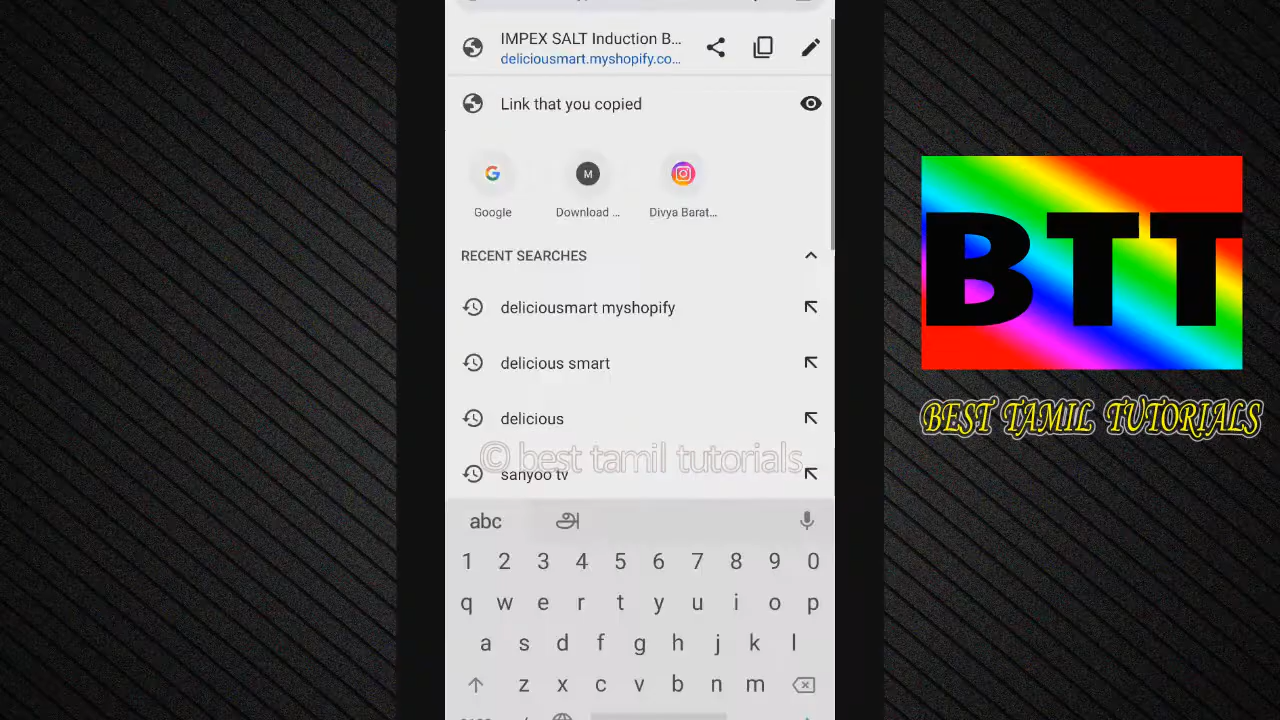 IMPEX SALT Induction B...
deliciousmart.myshopify.co...
Link that you copied
M
Google
Download ...
Divya Barat...
RECENT SEARCHES
deliciousmart myshopify
delicious smart
delicious
© best tamil tutorials
sanyoo tv
abc
அ
1 2 3 4 5 6 7 8 9 0
q w e r t y u i o p
a s d f g h j k l
z x c v b n m
BTT
BEST TAMIL TUTORIALS